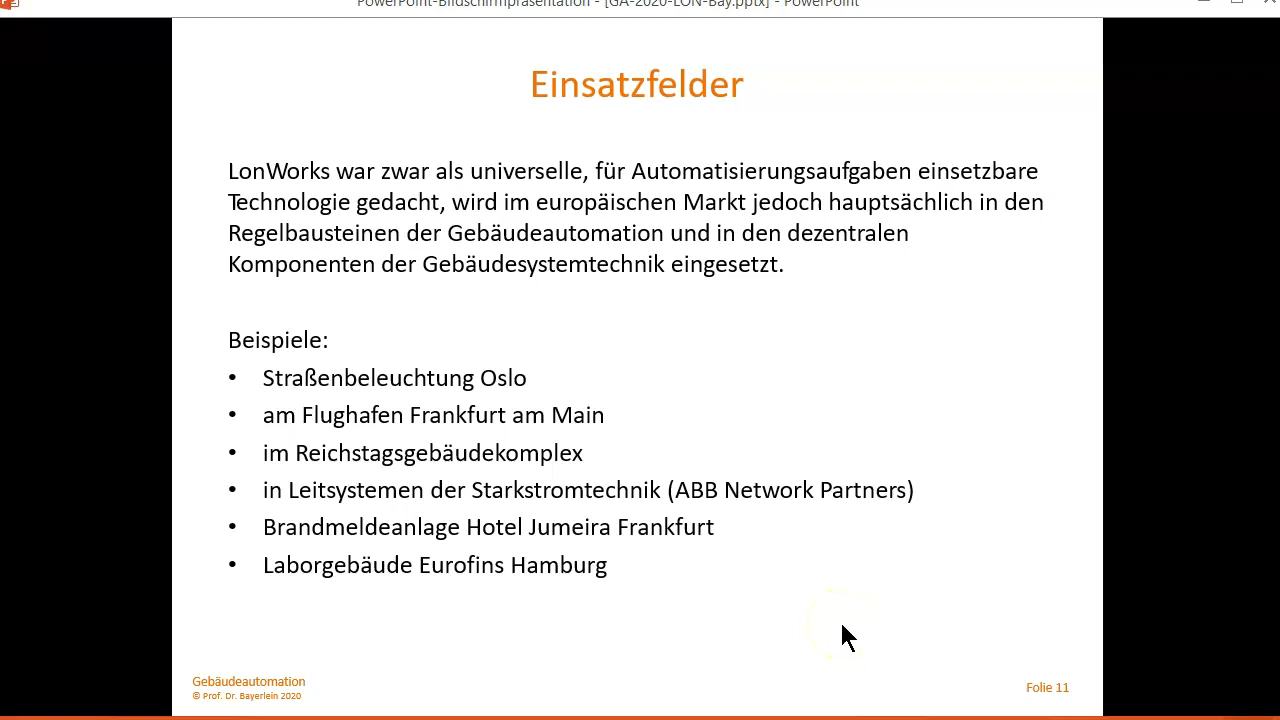 PowerPoint-Bildschirmpräsentation - [GA-2020-LON-Bay.pptx] - PowerPoint
Einsatzfelder
LonWorks war zwar als universelle, für Automatisierungsaufgaben einsetzbare
Technologie gedacht, wird im europäischen Markt jedoch hauptsächlich in den
Regelbausteinen der Gebäudeautomation und in den dezentralen
Komponenten der Gebäudesystemtechnik eingesetzt.
Beispiele:
• Straßenbeleuchtung Oslo
• am Flughafen Frankfurt am Main
• im Reichstagsgebäudekomplex
• in Leitsystemen der Starkstromtechnik (ABB Network Partners)
• Brandmeldeanlage Hotel Jumeira Frankfurt
• Laborgebäude Eurofins Hamburg
Gebäudeautomation
© Prof. Dr. Bayerlein 2020
Folie 11